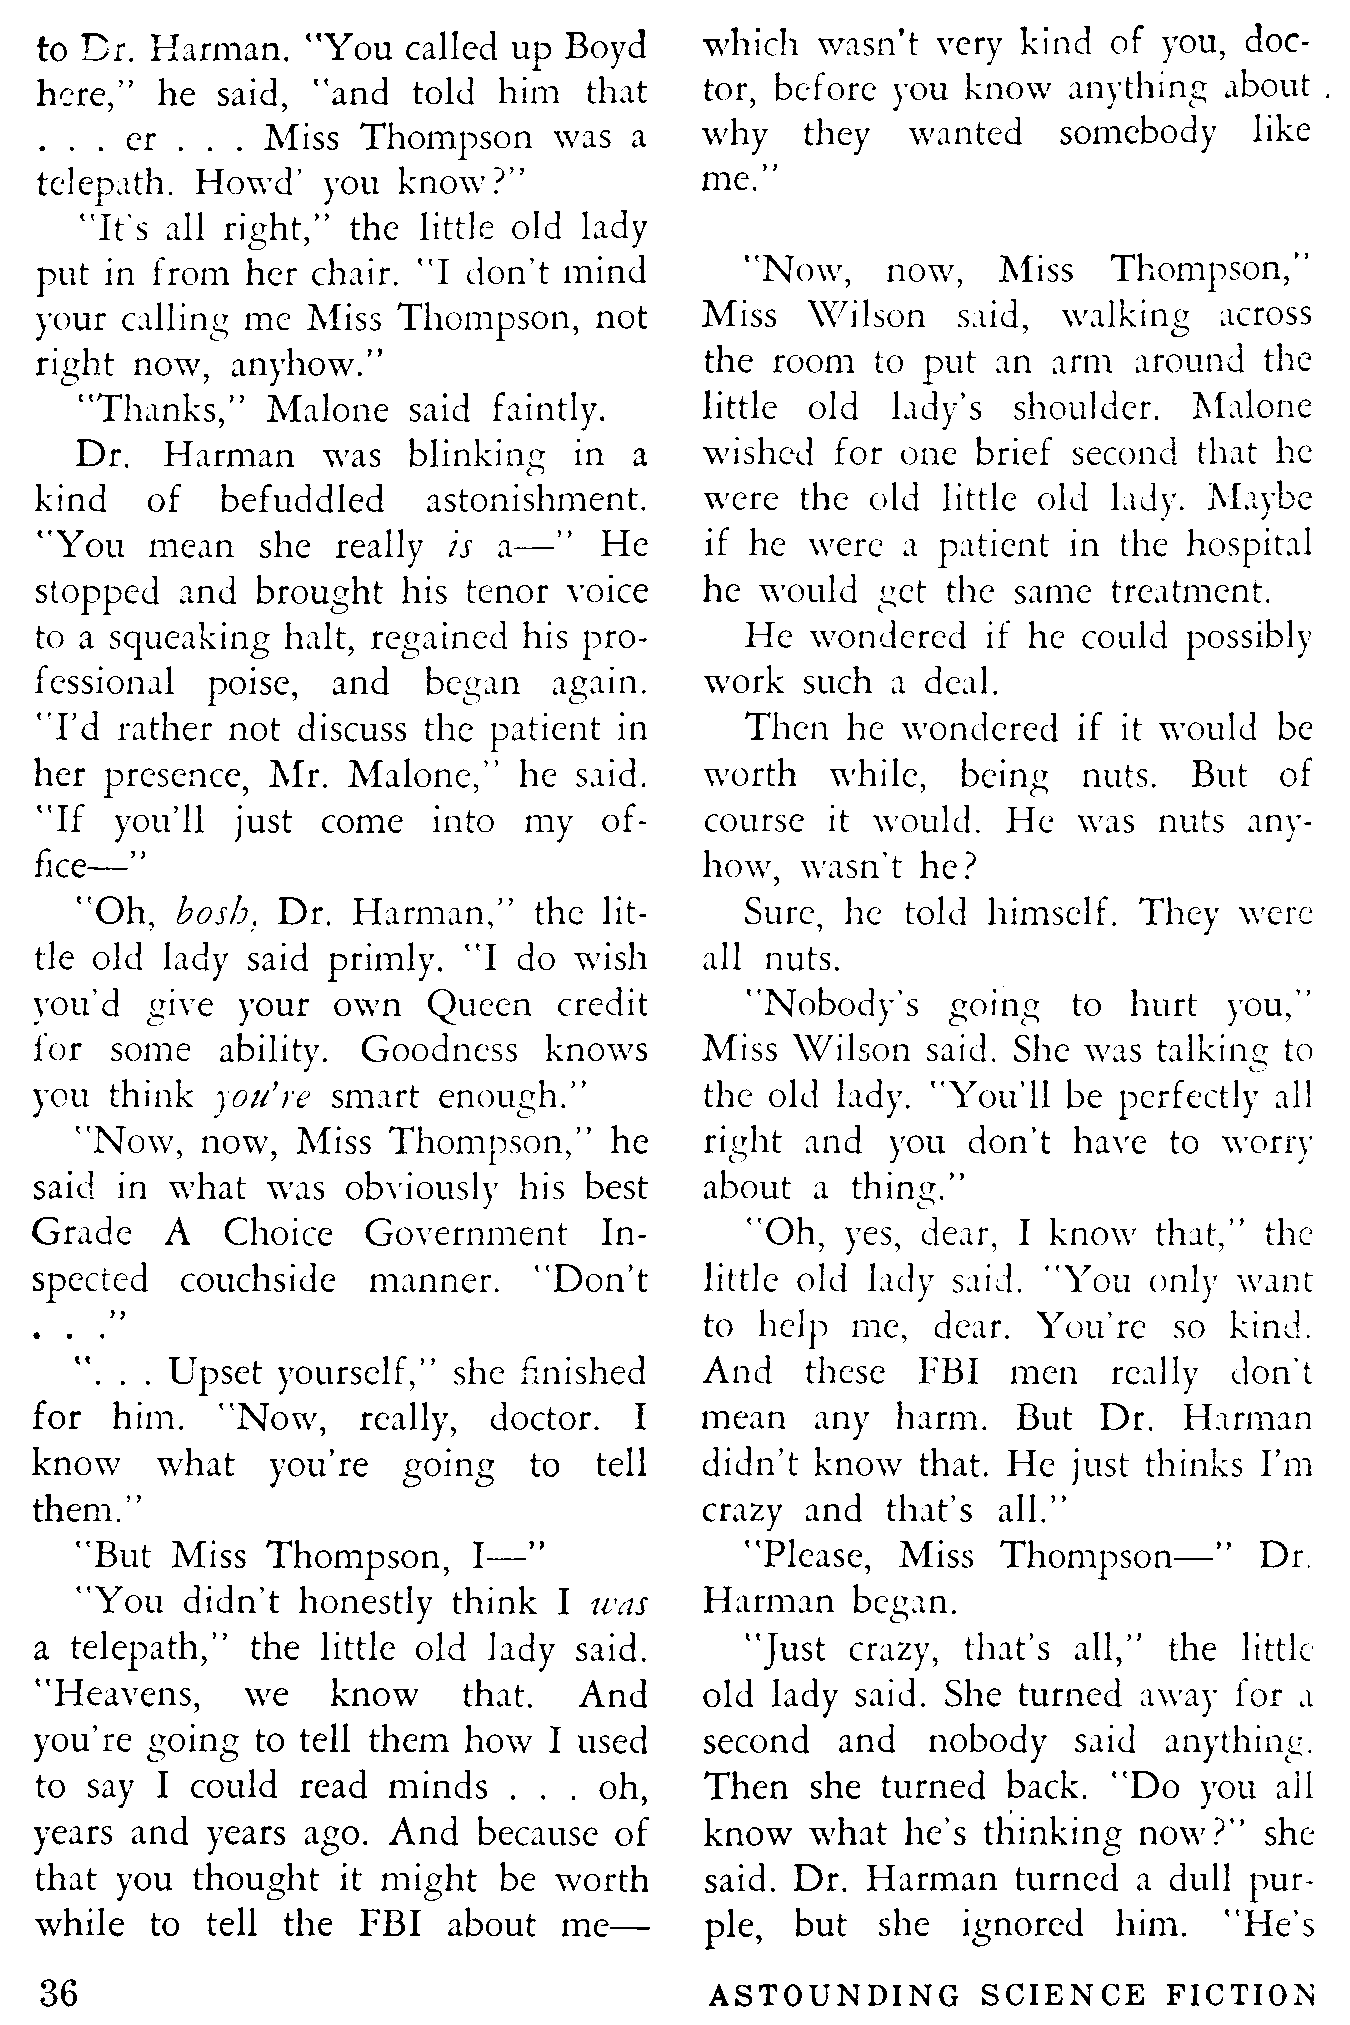 to Dr. Harman. "You called up Boyd
here," he said, "and told him that
. . . er . . . Miss Thompson was a
telepath. Howd' you know?"
"It's all right," the little old lady
put in from her chair. "I don't mind
your calling me Miss Thompson, not
right now, anyhow."
"Thanks," Malone said faintly.
Dr. Harman was blinking in a
kind of befuddled astonishment.
"You mean she really is a—" He
stopped and brought his tenor voice
to a squeaking halt, regained his pro-
fessional poise, and began again.
"I'd rather not discuss the patient in
her presence, Mr. Malone," he said.
"If you'll just come into my of-
fice—"
"Oh, bosh, Dr. Harman," the lit-
tle old lady said primly. "I do wish
you'd give your own Queen credit
for some ability. Goodness knows
you think you're smart enough."
"Now, now, Miss Thompson," he
said in what was obviously his best
Grade A Choice Government In-
spected couchside manner. "Don't
. . ."
". . . Upset yourself," she finished
for him. "Now, really, doctor. I
know what you're going to tell
them."
"But Miss Thompson, I—"
"You didn't honestly think I was
a telepath," the little old lady said.
"Heavens, we know that. And
you're going to tell them how I used
to say I could read minds . . . oh,
years and years ago. And because of
that you thought it might be worth
while to tell the FBI about me—
which wasn't very kind of you, doc-
tor, before you know anything about
why they wanted somebody like
me."
"Now, now, Miss Thompson,"
Miss Wilson said, walking across
the room to put an arm around the
little old lady's shoulder. Malone
wished for one brief second that he
were the old little old lady. Maybe
if he were a patient in the hospital
he would get the same treatment.
He wondered if he could possibly
work such a deal.
Then he wondered if it would be
worth while, being nuts. But of
course it would. He was nuts any-
how, wasn't he?
Sure, he told himself. They were
all nuts.
"Nobody's going to hurt you,"
Miss Wilson said. She was talking to
the old lady. "You'll be perfectly all
right and you don't have to worry
about a thing."
"Oh, yes, dear, I know that," the
little old lady said. "You only want
to help me, dear. You're so kind.
And these FBI men really don't
mean any harm. But Dr. Harman
didn't know that. He just thinks I'm
crazy and that's all."
"Please, Miss Thompson—" Dr.
Harman began.
"Just crazy, that's all," the little
old lady said. She turned away for a
second and nobody said anything.
Then she turned back. "Do you all
know what he's thinking now?" she
said. Dr. Harman turned a dull pur-
ple, but she ignored him. "He's
36
ASTOUNDING SCIENCE FICTION